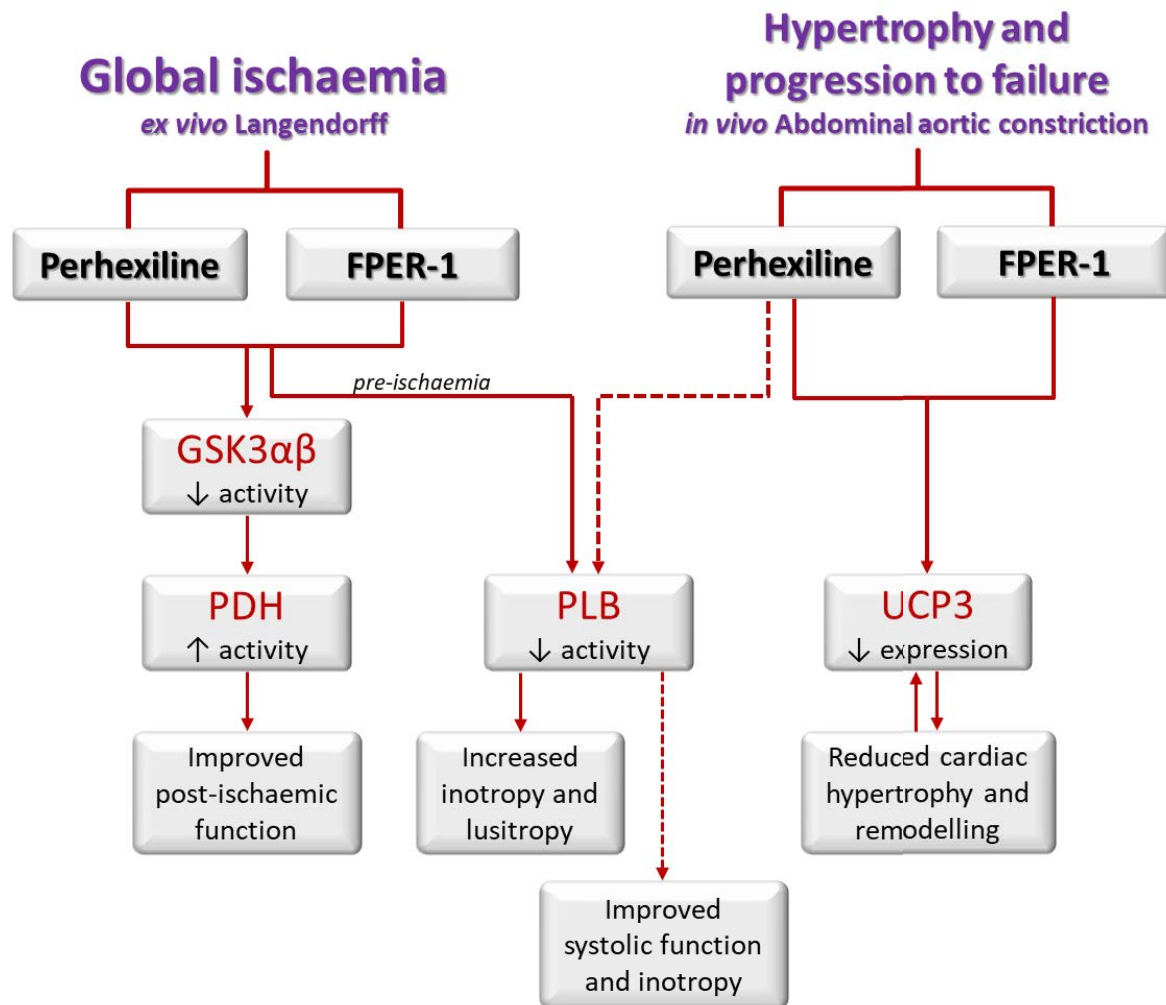 Global ischaemia
ex vivo Langendorff
Hypertrophy and
progression to failure
in vivo Abdominal aortic constriction
Perhexiline
FPER-1
Perhexiline
FPER-1
pre-ischaemia
GSK3αβ
↓ activity
PDH
↑ activity
PLB
↓ activity
UCP3
↓ expression
Improved
post-ischaemic
function
Increased
inotropy and
lusitropy
Reduced cardiac
hypertrophy and
remodelling
Improved
systolic function
and inotropy